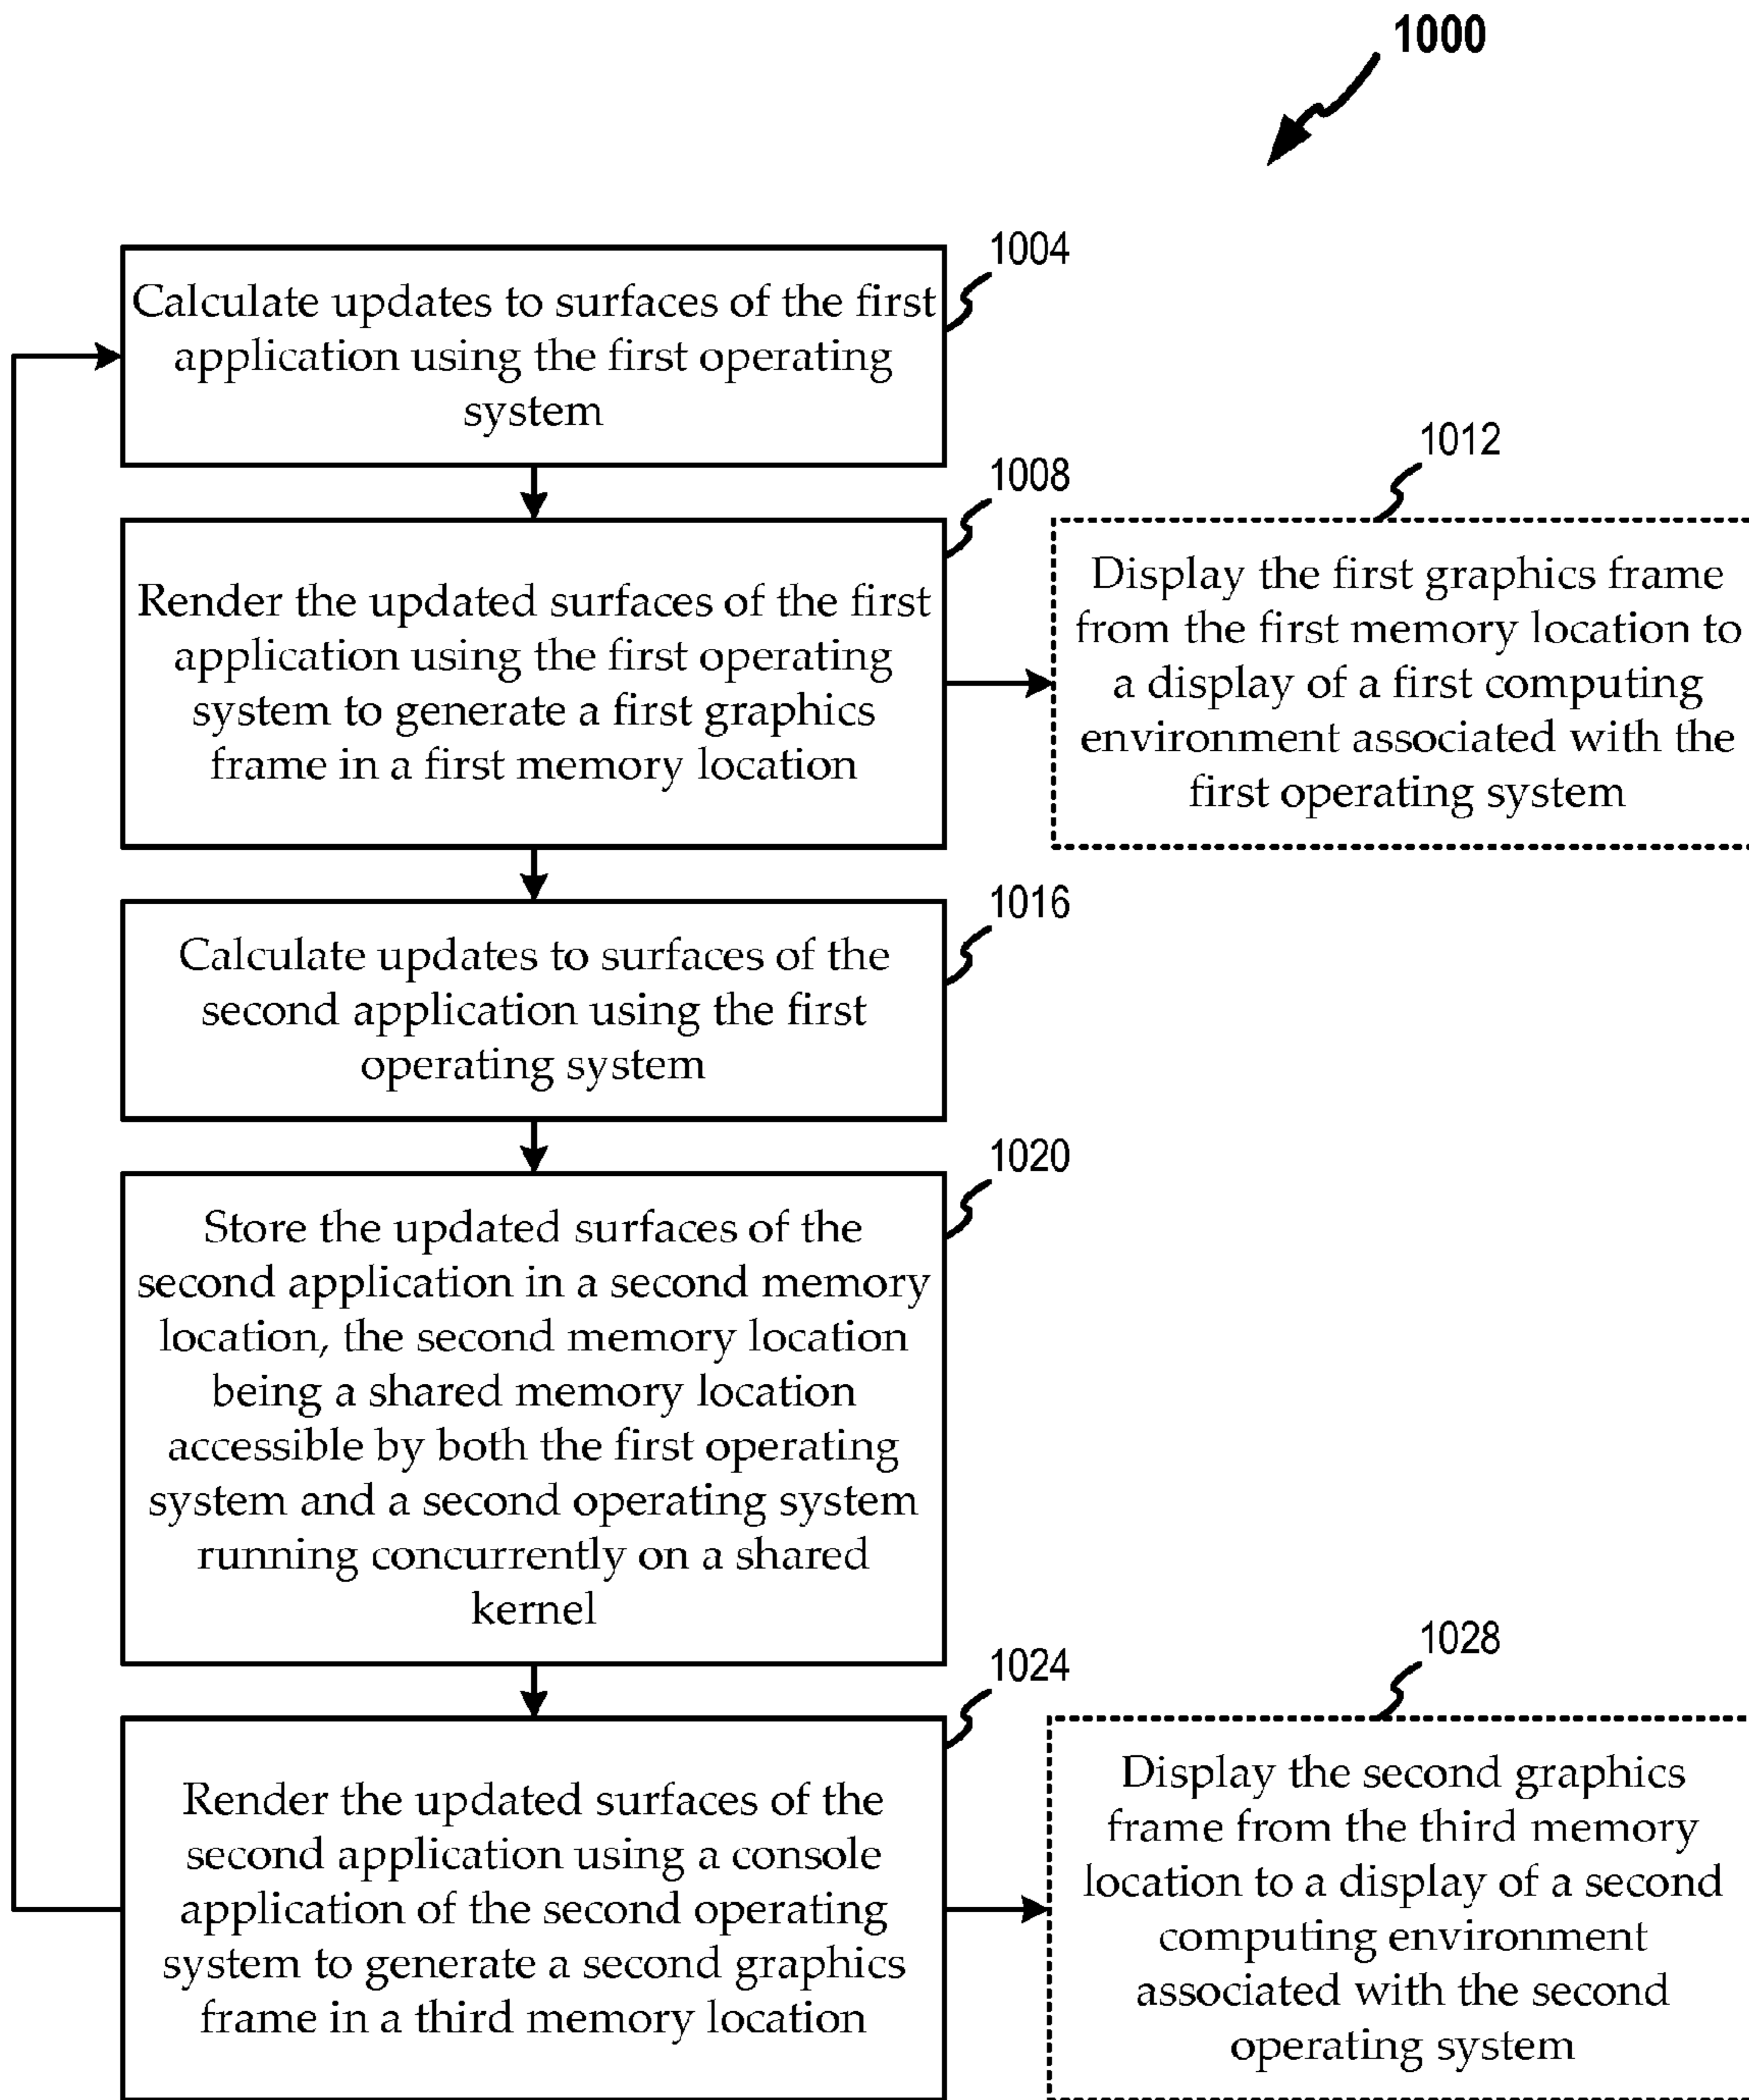 1000
1004
Calculate updates to surfaces of the first
application using the first operating
system
1008
Render the updated surfaces of the first
application using the first operating
system to generate a first graphics
frame in a first memory location
1012
Display the first graphics frame
from the first memory location to
a display of a first computing
environment associated with the
first operating system
1016
Calculate updates to surfaces of the
second application using the first
operating system
1020
Store the updated surfaces of the
second application in a second memory
location, the second memory location
being a shared memory location
accessible by both the first operating
system and a second operating system
running concurrently on a shared
kernel
1024
Render the updated surfaces of the
second application using a console
application of the second operating
system to generate a second graphics
frame in a third memory location
1028
Display the second graphics
frame from the third memory
location to a display of a second
computing environment
associated with the second
operating system